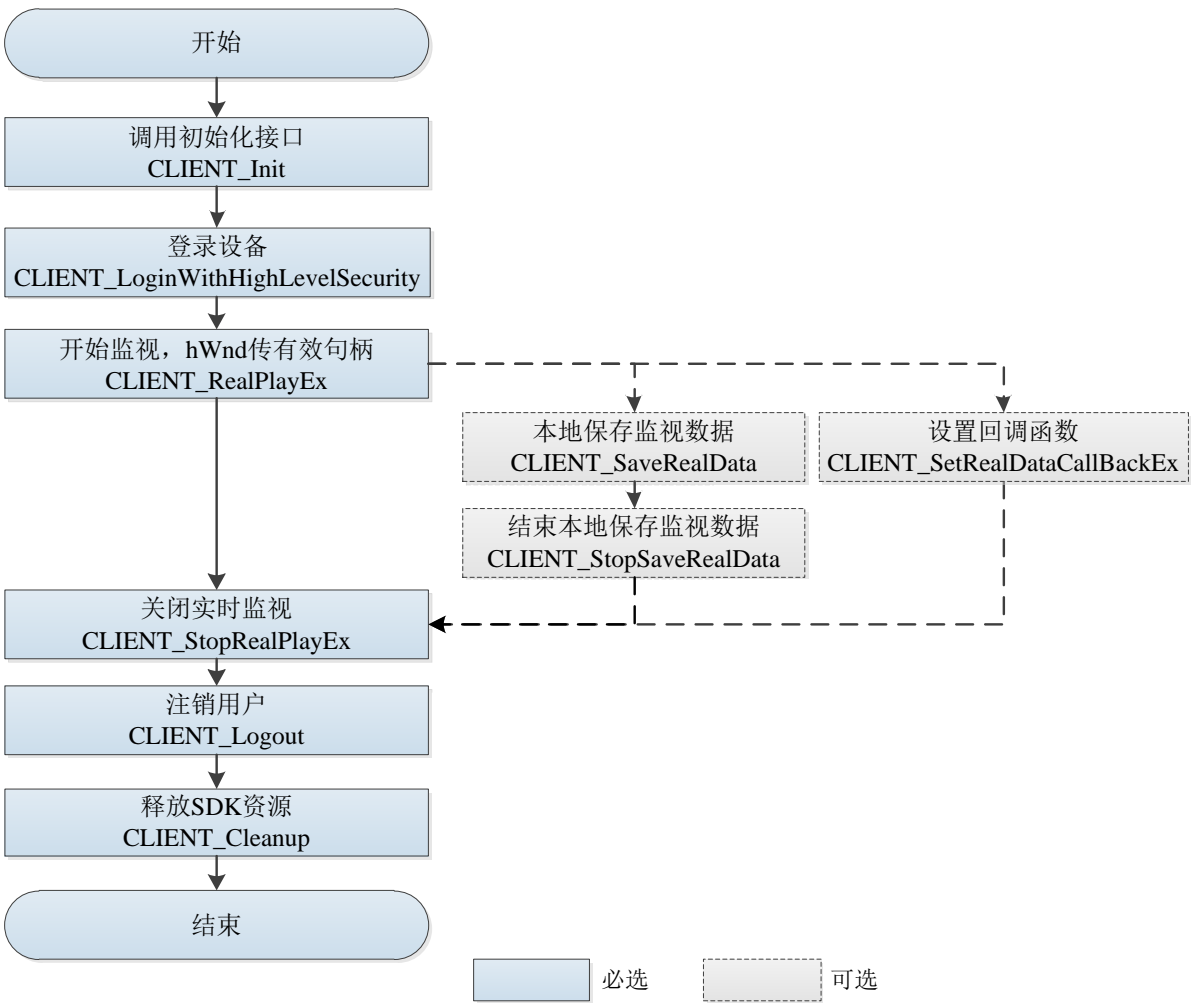 开始
调用初始化接口
CLIENT_Init
登录设备
CLIENT_LoginWithHighLevelSecurity
开始监视，hWnd传有效句柄
CLIENT_RealPlayEx
本地保存监视数据
CLIENT_SaveRealData
设置回调函数
CLIENT_SetRealDataCallBackEx
结束本地保存监视数据
CLIENT_StopSaveRealData
关闭实时监视
CLIENT_StopRealPlayEx
注销用户
CLIENT_Logout
释放SDK资源
CLIENT_Cleanup
结束
必选
可选